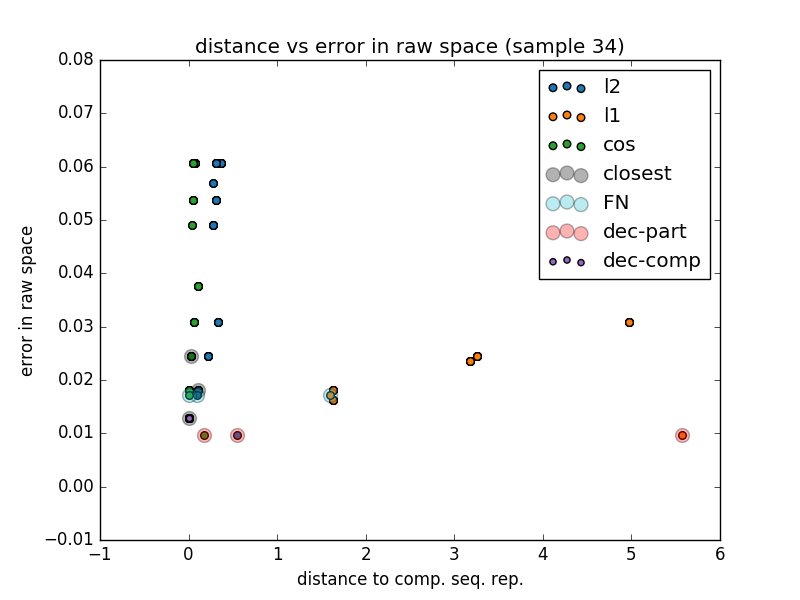 distance vs error in raw space (sample 34)
0.08
0.07
0.06
0.05
0.04
0.03
0.02
0.01
0.00
−0.01
error in raw space
l2
l1
cos
closest
FN
dec-part
dec-comp
−1 0 1 2 3 4 5 6
distance to comp. seq. rep.